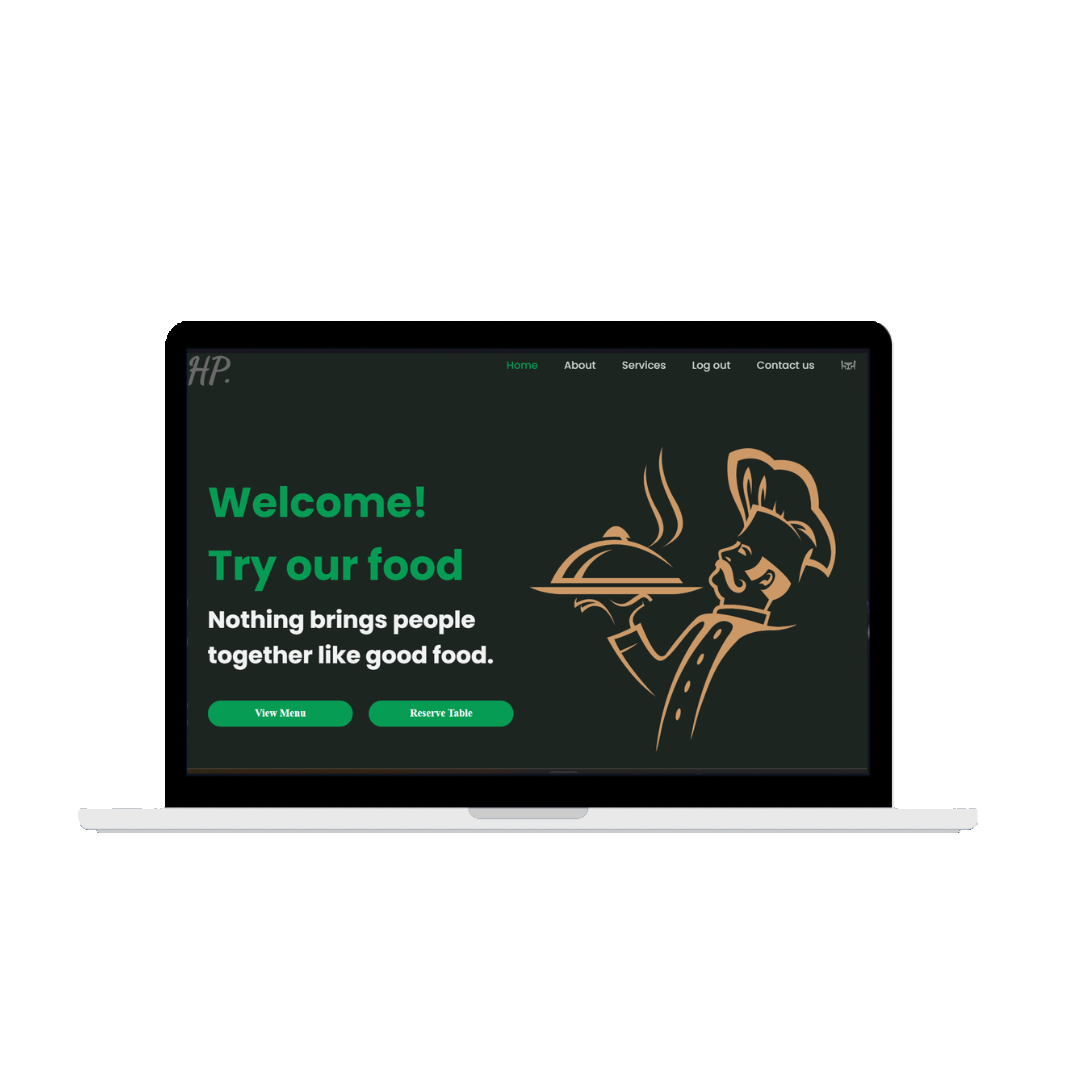 HP.
Home About Services Log out Contact us
Welcome!
Try our food
Nothing brings people
together like good food.
View Menu Reserve Table